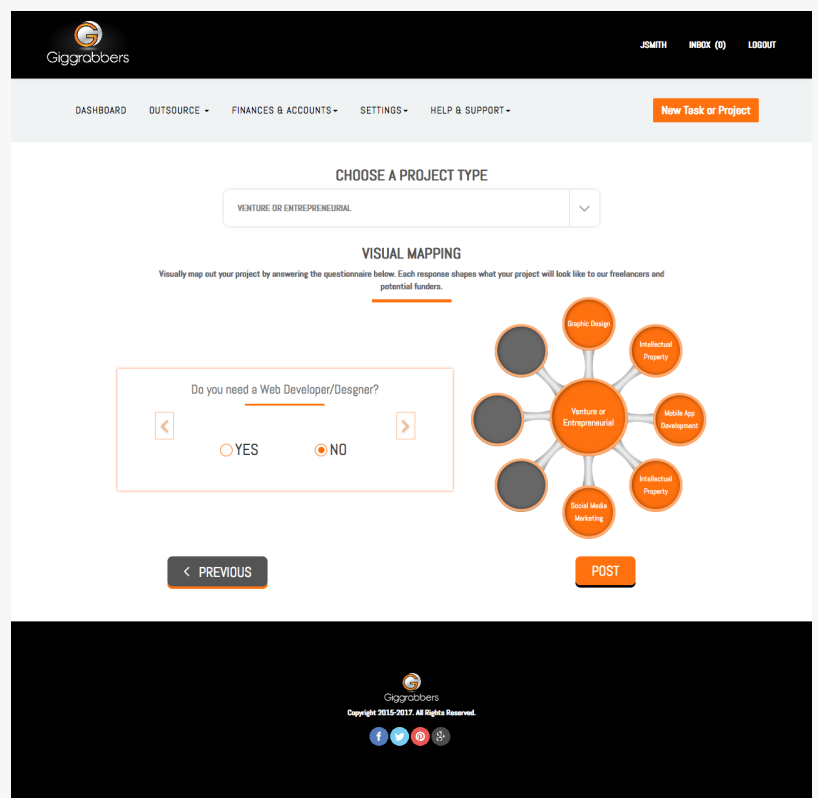 Giggrabbers
JSMITH INBOX (0) LOGOUT
DASHBOARD OUTSOURCE FINANCES & ACCOUNTS SETTINGS HELP & SUPPORT New Task or Project
CHOOSE A PROJECT TYPE
VENTURE OR ENTREPRENEURIAL
VISUAL MAPPING
Visually map out your project by answering the questionnaire below. Each response shapes what your project will look like to our freelancers and
potential funders.
Do you need a Web Developer/Desgner?
YES NO
Graphic Design
Intellectual
Property
Venture or
Entrepreneurial
Mobile App
Development
Intellectual
Property
Social Media
Marketing
PREVIOUS
POST
Giggrabbers
Copyright 2015-2017. All Rights Reserved.